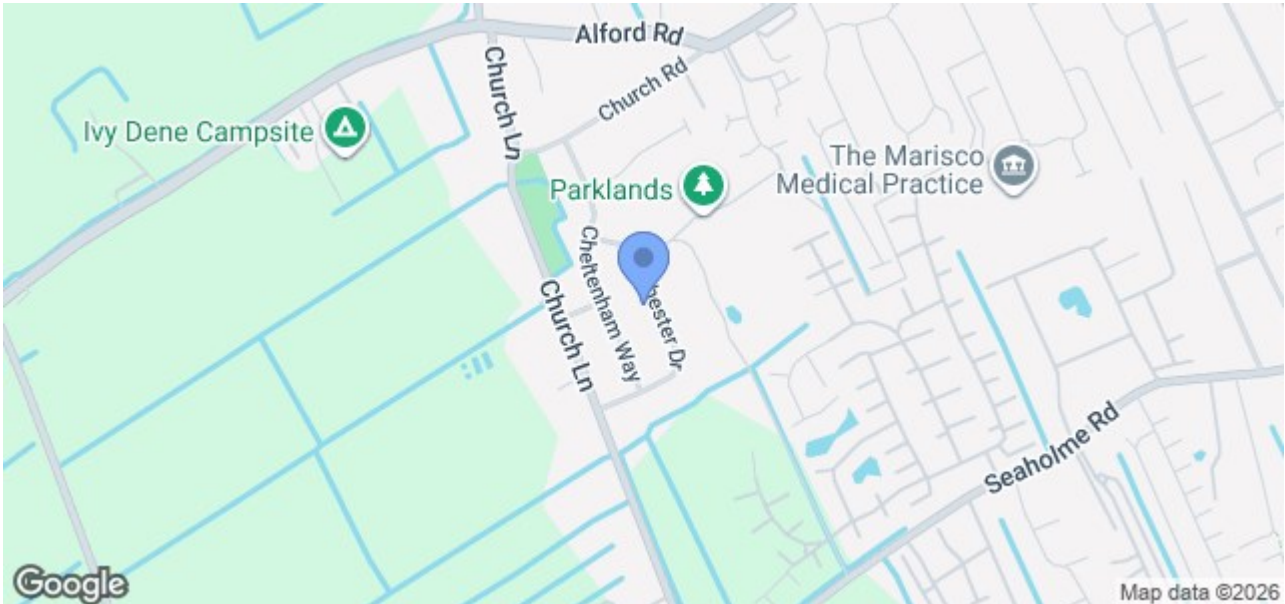 Alford Rd
Church Ln
Church Rd
Ivy Dene Campsite
The Marisco
Medical Practice
Parklands
Cheltenham Way
hester Dr
Church Ln
Seaholme Rd
Google
Map data ©2026